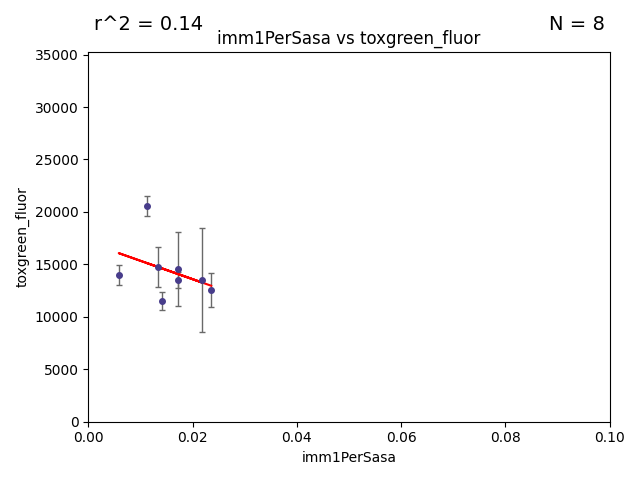 r^2 = 0.14
N = 8
imm1PerSasa vs toxgreen_fluor
35000
30000
25000
20000
15000
10000
5000
0
toxgreen_fluor
0.00
0.02
0.04
0.06
0.08
0.10
imm1PerSasa